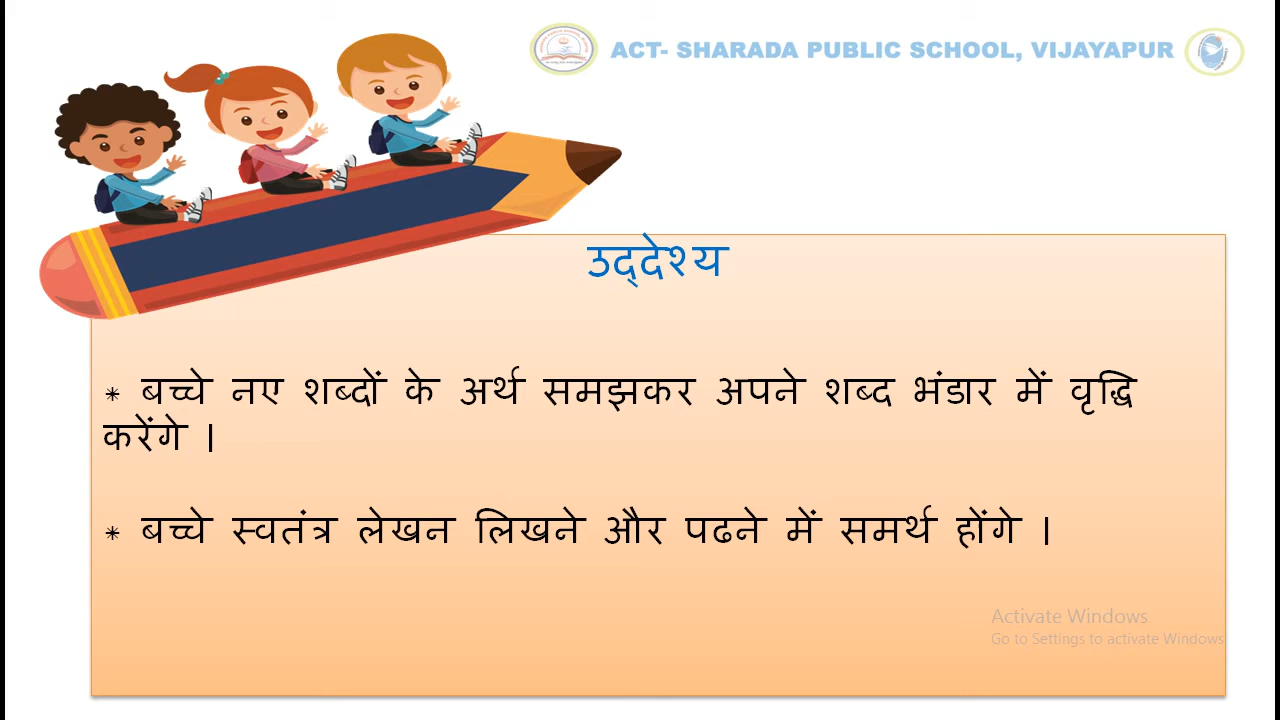 ACT- SHARADA PUBLIC SCHOOL, VIJAYAPUR
उद्‌देश्य
* बच्चे नए शब्दों के अर्थ समझकर अपने शब्द भंडार में वृद्धि
करेंगे ।
* बच्चे स्वतंत्र लेखन लिखने और पढने में समर्थ होंगे ।
Activate Windows
Go to Settings to activate Windows